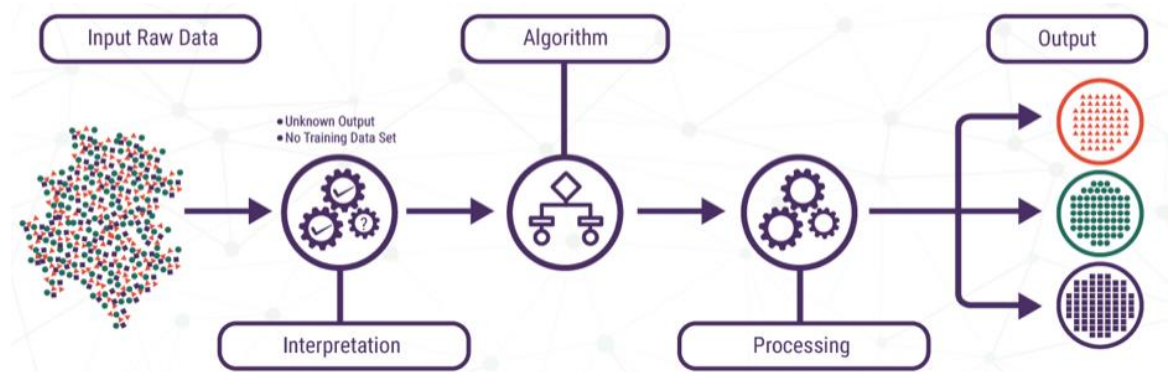 Input Raw Data
Algorithm
Output
• Unknown Output
• No Training Data Set
?
Interpretation
Processing